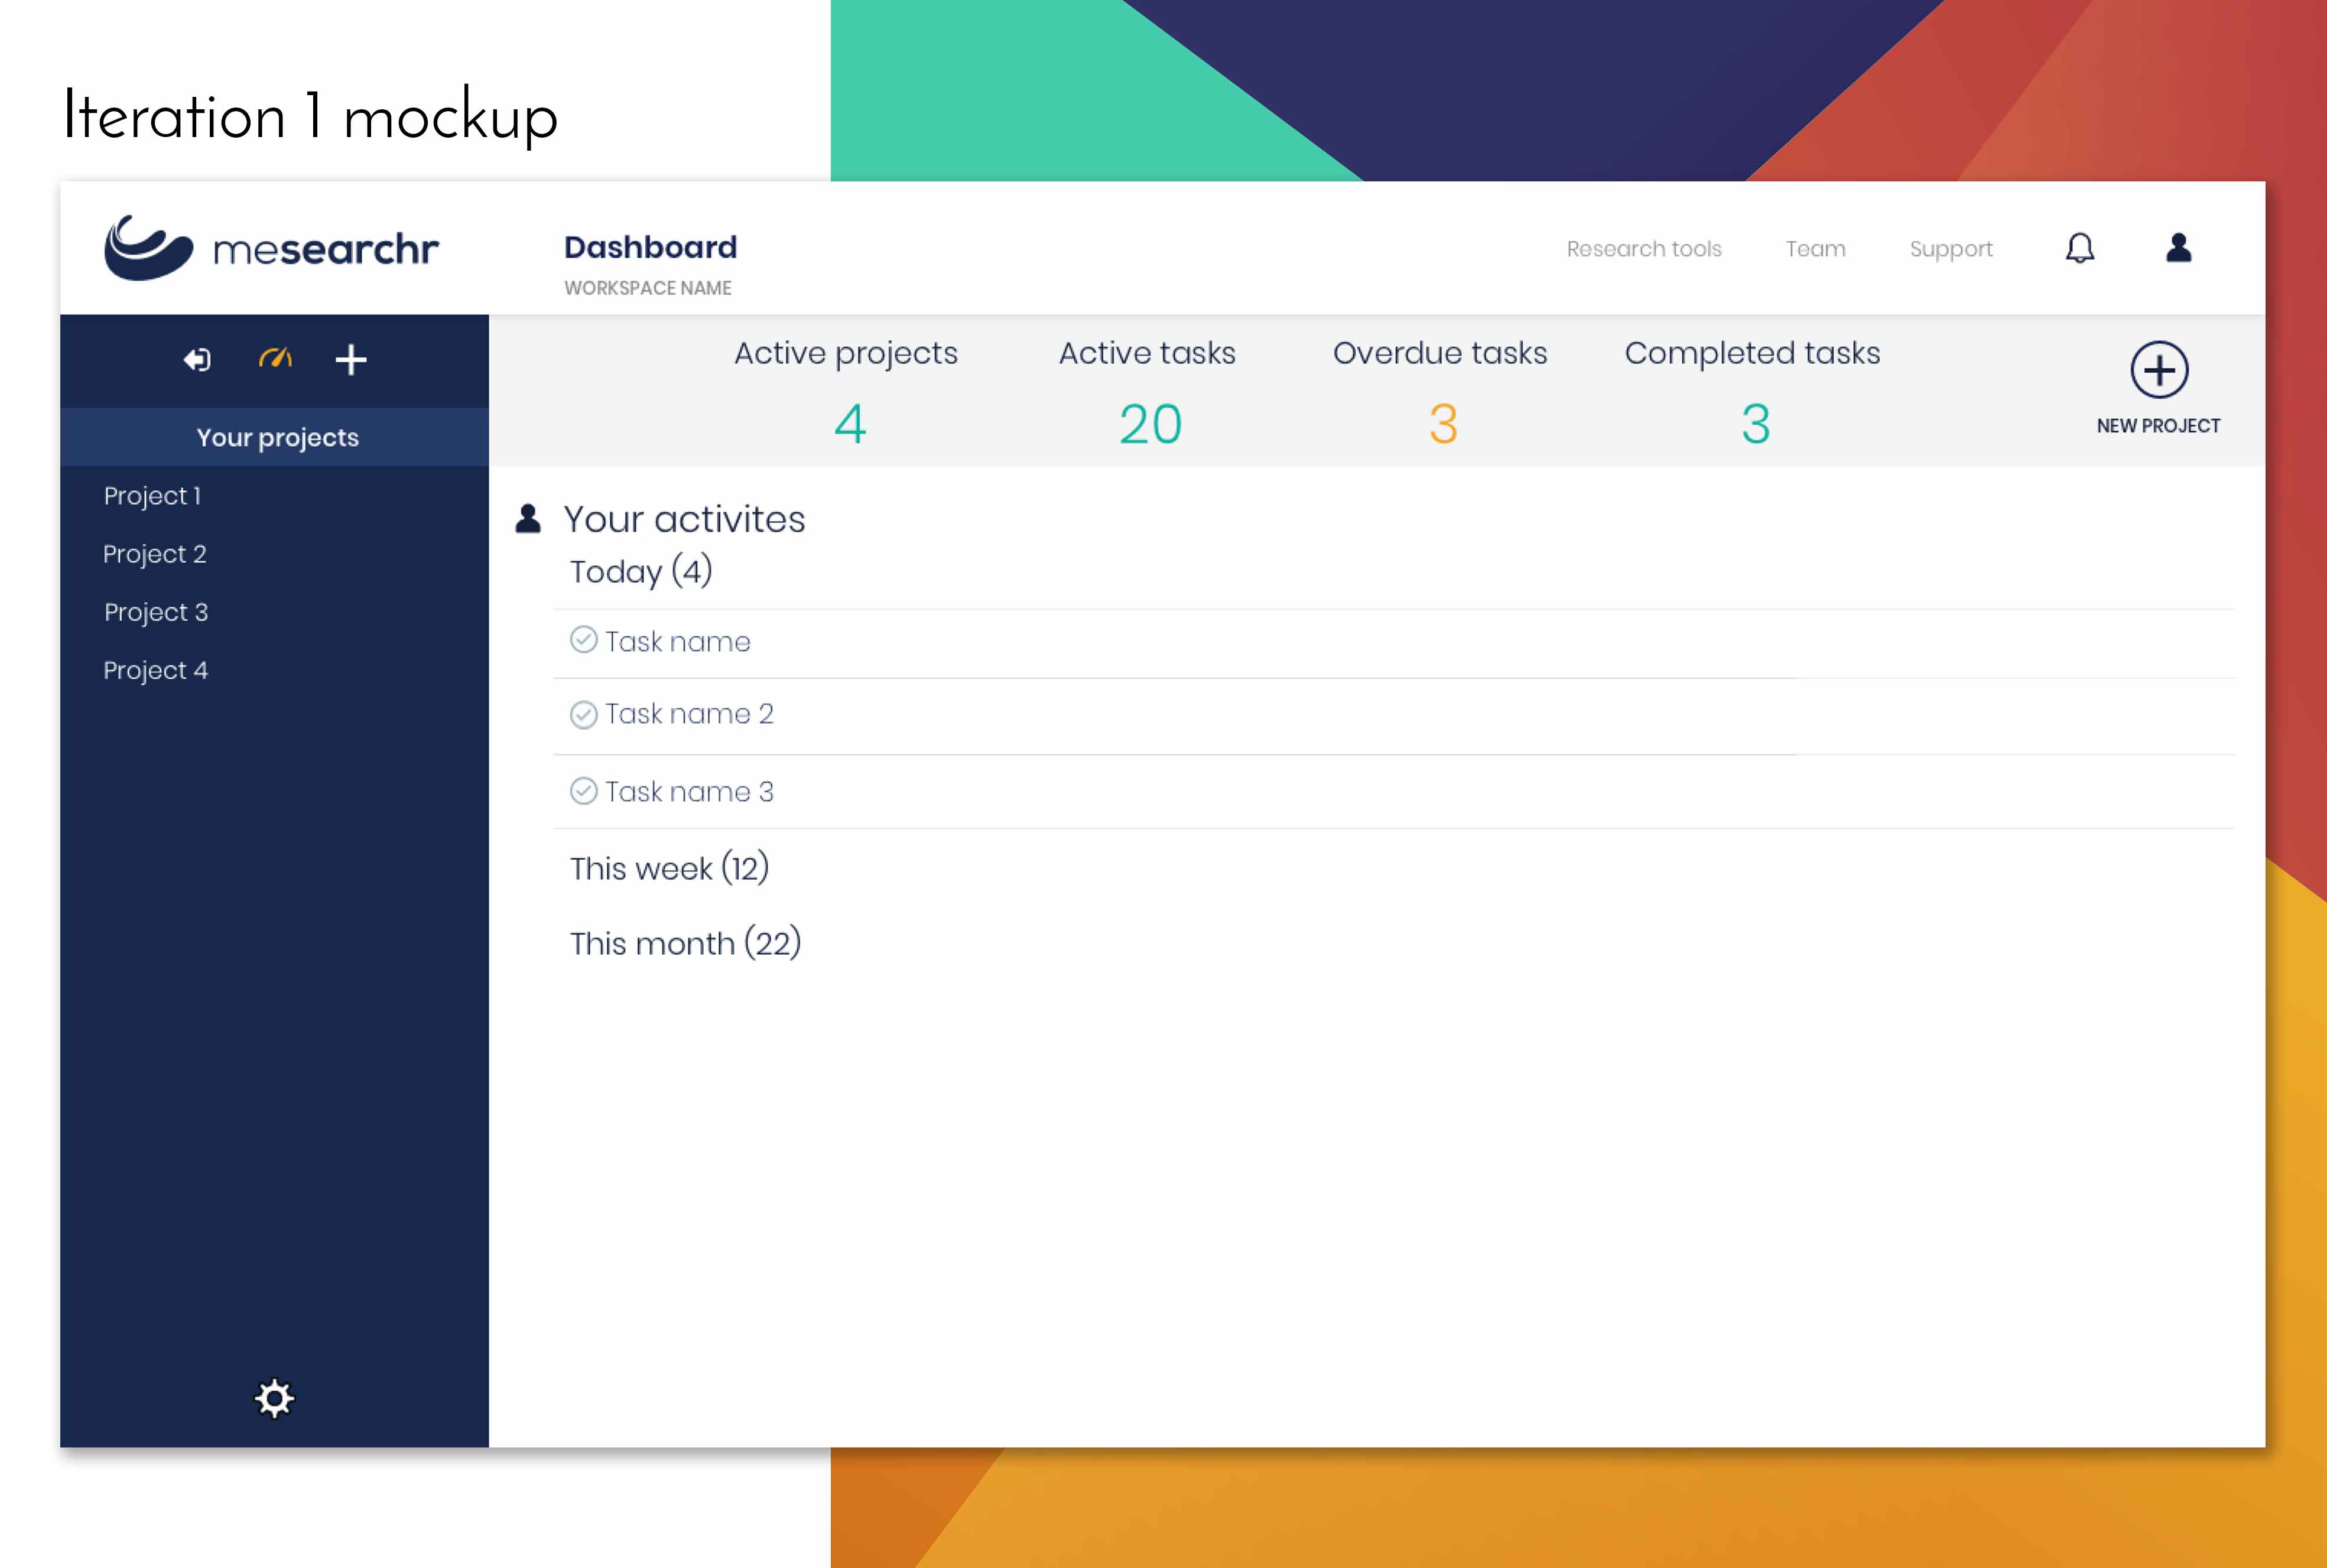 Iteration 1 mockup
mesearchr
Dashboard
WORKSPACE NAME
Research tools
Team
Support
Your projects
Project 1
Project 2
Project 3
Project 4
Active projects
4
Active tasks
20
Overdue tasks
3
Completed tasks
3
NEW PROJECT
Your activites
Today (4)
Task name
Task name 2
Task name 3
This week (12)
This month (22)